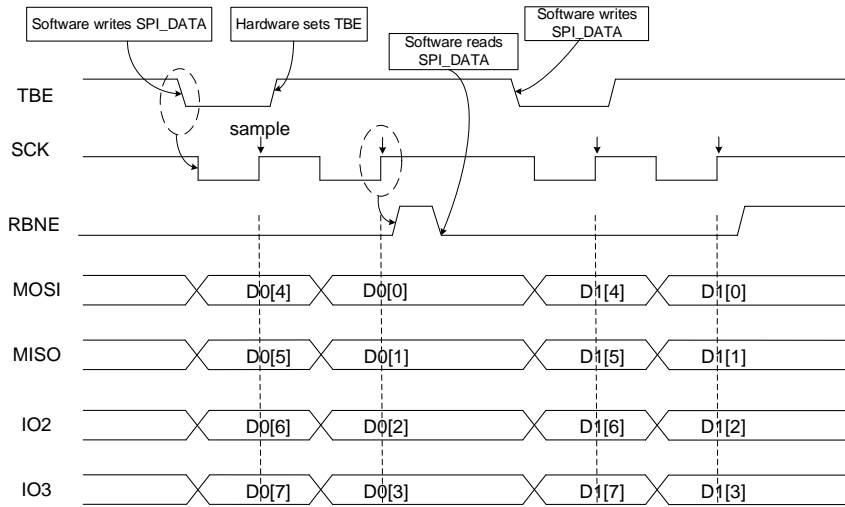 Software writes SPI_DATA
Hardware sets TBE
Software reads
SPI_DATA
Software writes
SPI_DATA
TBE
sample
SCK
RBNE
MOSI
D0[4]
D0[0]
D1[4]
D1[0]
MISO
D0[5]
D0[1]
D1[5]
D1[1]
IO2
D0[6]
D0[2]
D1[6]
D1[2]
IO3
D0[7]
D0[3]
D1[7]
D1[3]